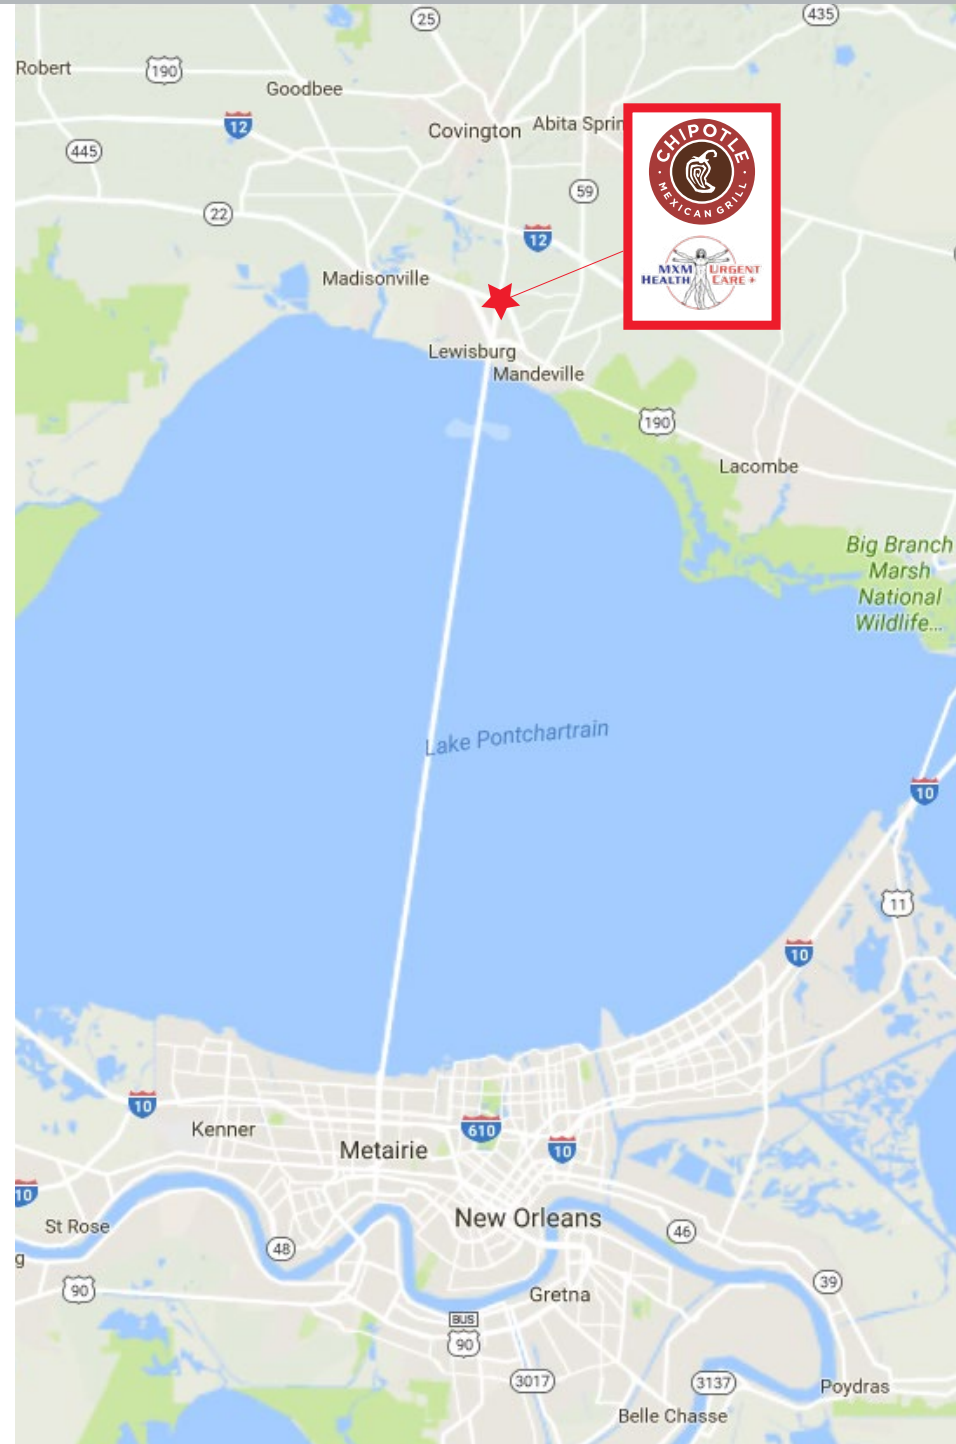 25
435
Robert
190
Goodbee
12
Covington
Abita Sprin
445
59
22
12
CHIPOTLE
MEXICAN GRILL
MXM URGENT
HEALTH CARE +
Madisonville
Lewisburg
Mandeville
190
Lacombe
Big Branch
Marsh
National
Wildlife...
Lake Pontchartrain
10
11
10
10
Kenner
Metairie
610
10
10
St Rose
New Orleans
46
48
g
90
39
Gretna
BUS
90
3017
3137
Poydras
Belle Chasse